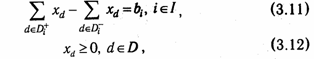 ∑_{d∈D_i^+} x_d − ∑_{d∈D_i^-} x_d = b_i, i∈I, (3.11)
x_d ≥ 0, d∈D, (3.12)